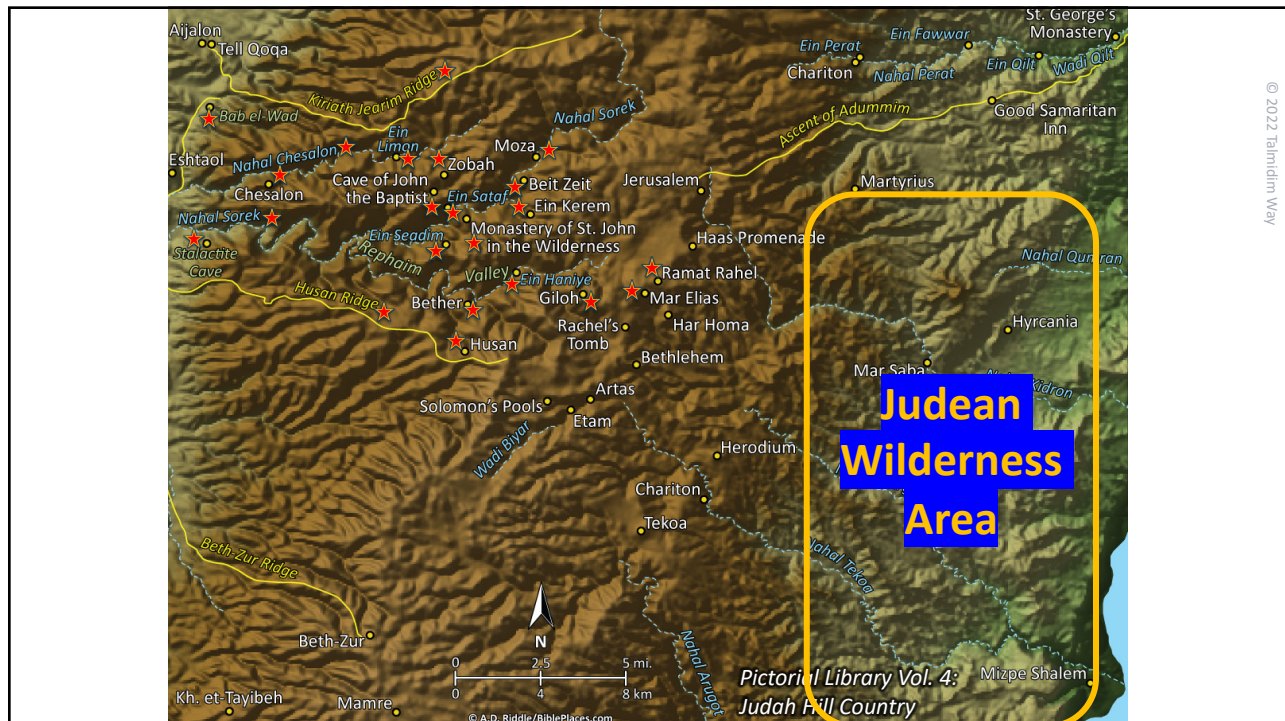 Aijalon
Tell Qoqa
Kiriath Jearim Ridge
Bab el-Wad
Eshtaol
Nahal Chesalon
Chesalon
Ein
Limon
Zobah
Moza
Nahal Sorek
Cave of John
the Baptist
Ein Sataf
Beit Zeit
Ein Kerem
Nahal Sorek
Monastery of St. John
in the Wilderness
Ein Seadim
Stalactite
Cave
Rephaim
Valley
Ein Haniye
Husan Ridge
Bether
Husan
Giloh
St. George's
Monastery
Ein Fawwar
Ein Perat
Chariton
Nahal Perat
Ein Qilt
Wadi Qilt
Ascent of Adummim
Good Samaritan
Inn
Jerusalem
Martyrius
Haas Promenade
Ramat Rahel
Mar Elias
Har Homa
Rachel's
Tomb
Bethlehem
Artas
Solomon's Pools
Etam
Wadi Biyar
Herodium
Chariton
Tekoa
Nahal Qumran
Hyrcania
Mar Saba
Kidron
Judean
Wilderness
Area
Nahal Tekoa
Mizpe Shalem
Nahal Arugot
Beth-Zur Ridge
Beth-Zur
Kh. et-Tayibeh
Mamre
N
0 2.5 5 mi.
0 4 8 km
© A.D. Riddle/BiblePlaces.com
Pictorial Library Vol. 4:
Judah Hill Country
© 2022 Talmidim Way